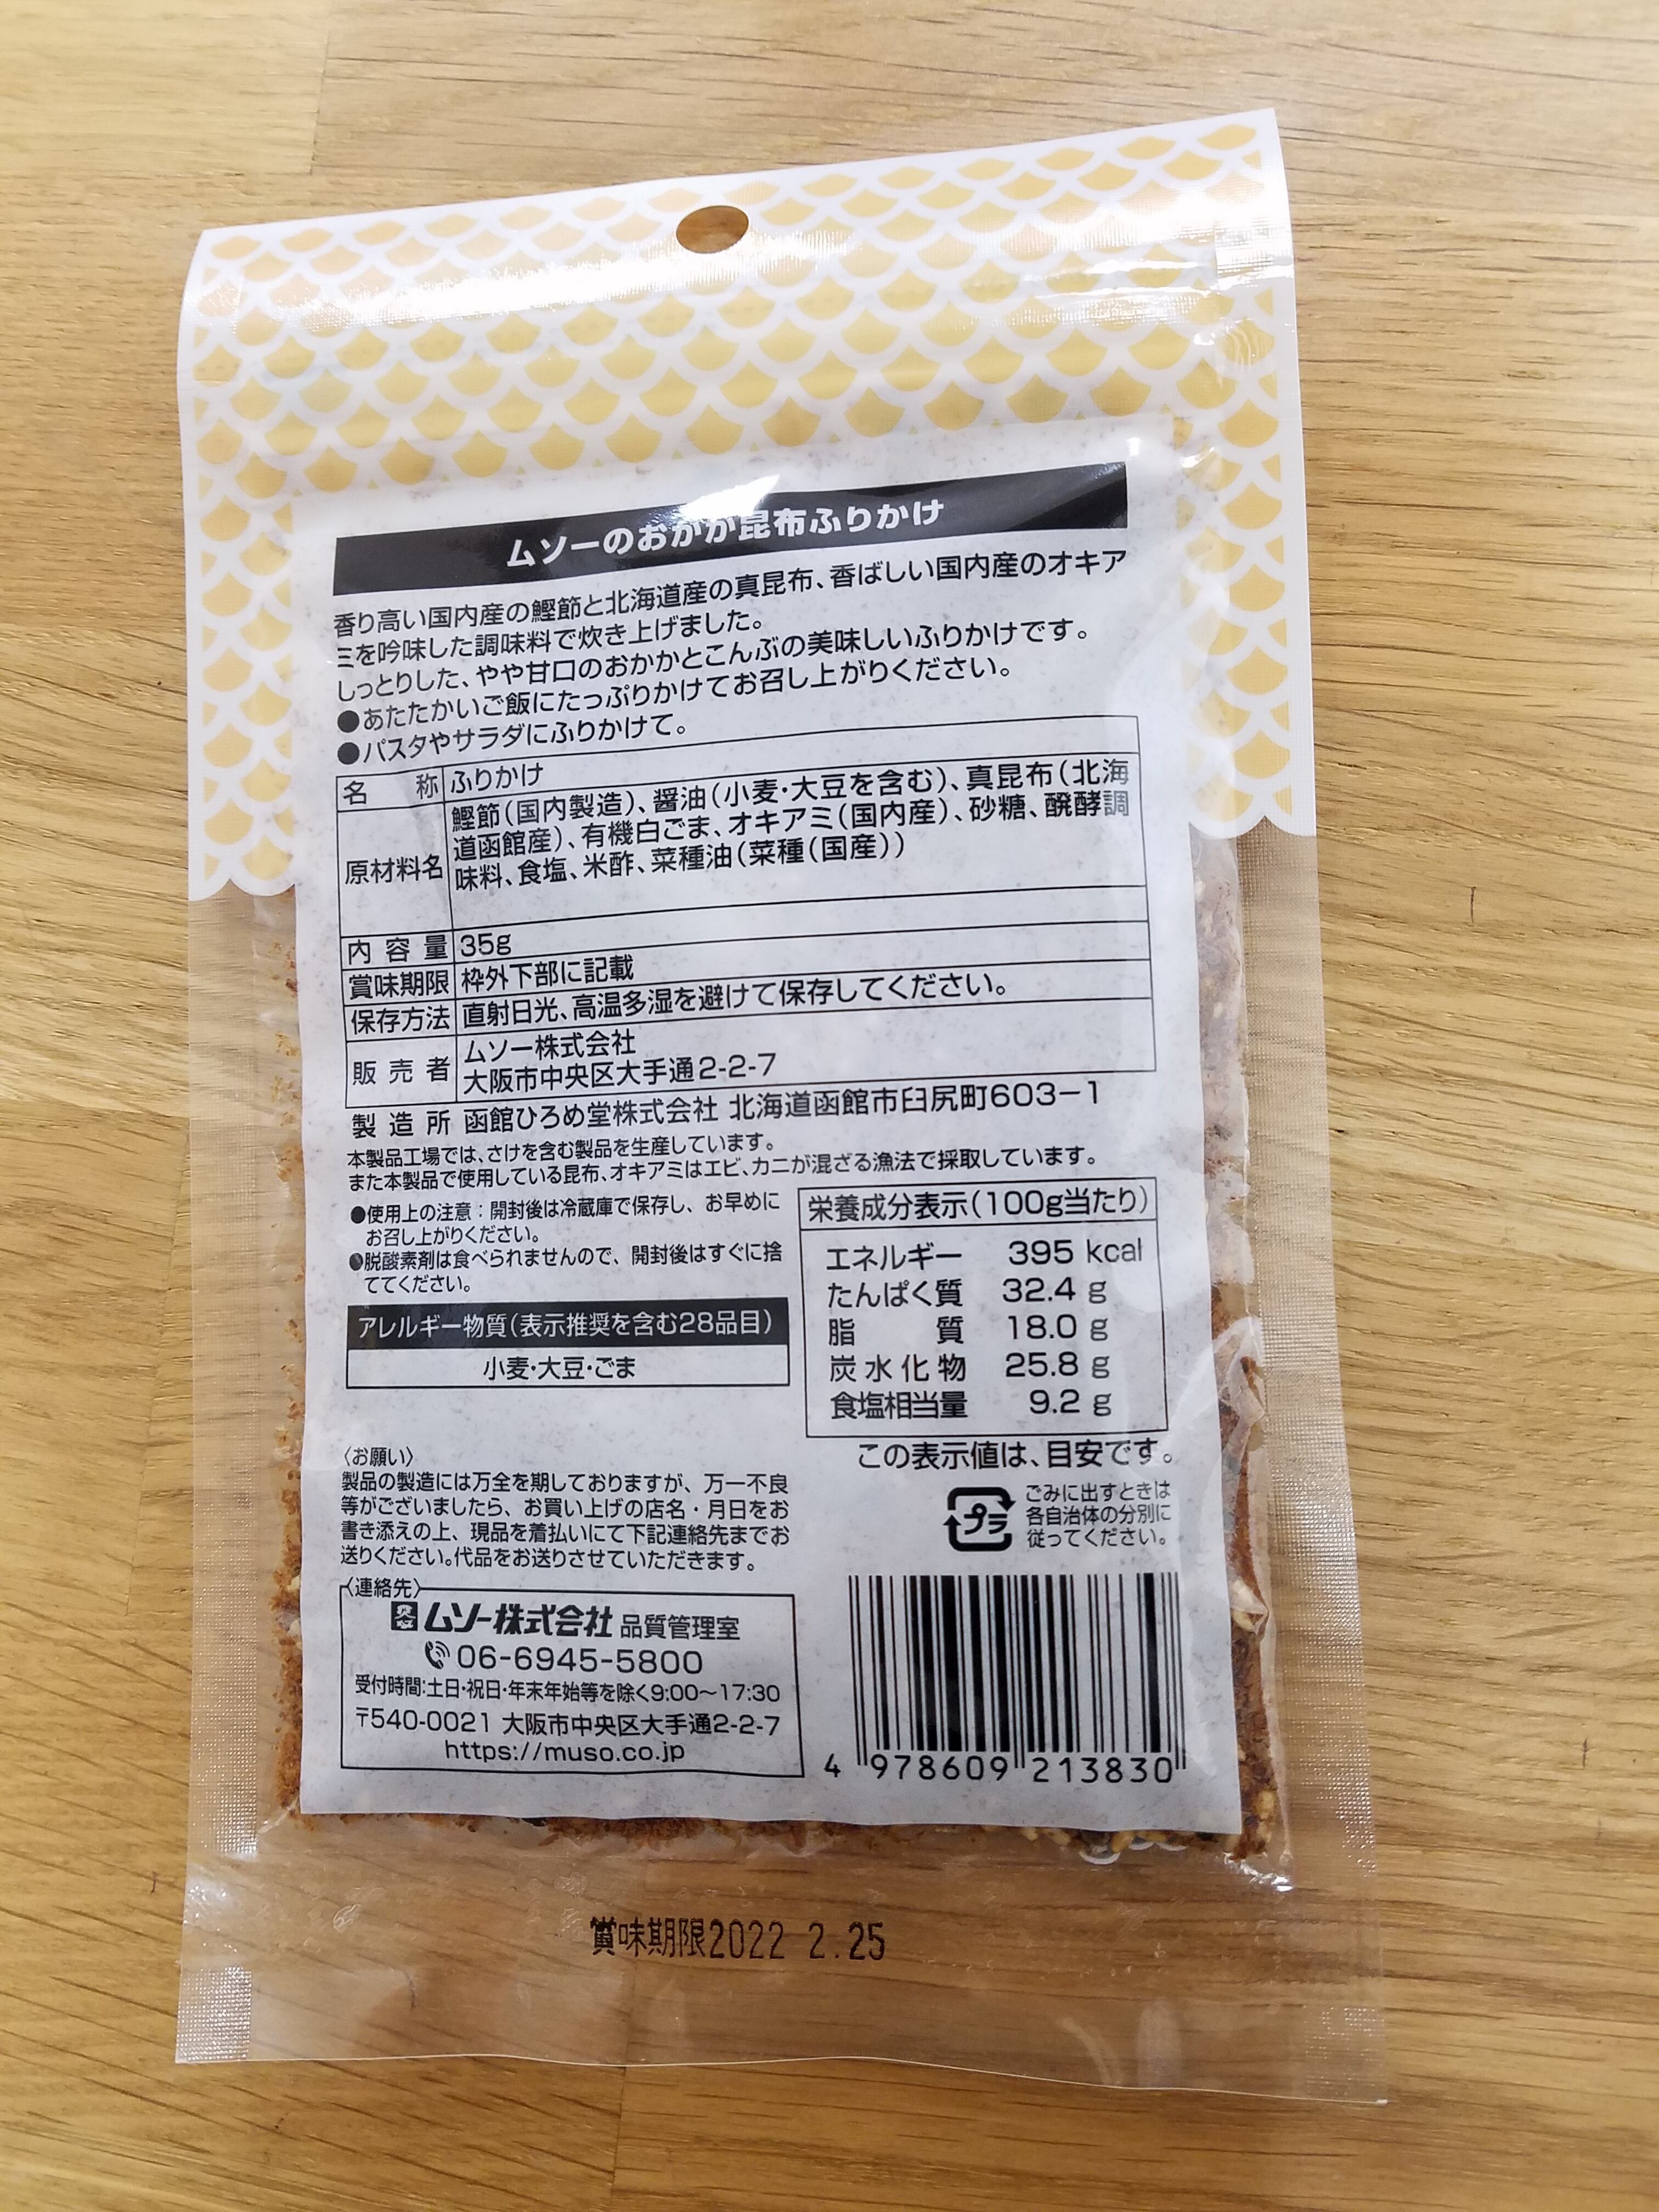 ムソーのおかか昆布ふりかけ
香り高い国内産の鰹節と北海道産の真昆布、香ばしい国内産のオキア
ミを吟味した調味料で炊き上げました。
しっとりした、やや甘口のおかかとこんぶの美味しいふりかけです。
●あたたかいご飯にたっぷりかけてお召し上がりください。
●パスタやサラダにふりかけて。
名称 ふりかけ
原材料名 鰹節(国内製造)、醤油(小麦・大豆を含む)、真昆布(北海
道函館産)、有機白ごま、オキアミ(国内産)、砂糖、醗酵調
味料、食塩、米酢、菜種油(菜種(国産))
内容量 35g
賞味期限 枠外下部に記載
保存方法 直射日光、高温多湿を避けて保存してください。
販売者 ムソー株式会社
大阪市中央区大手通2-2-7
製造所 函館ひろめ堂株式会社 北海道函館市臼尻町603-1
本製品工場では、さけを含む製品を生産しています。
また本製品で使用している昆布、オキアミはエビ、カニが混ざる漁法で採取しています。
●使用上の注意:開封後は冷蔵庫で保存し、お早めに
お召し上がりください。
●脱酸素剤は食べられませんので、開封後はすぐに捨
ててください。
アレルギー物質(表示推奨を含む28品目)
小麦・大豆・ごま
栄養成分表示(100g当たり)
エネルギー 395 kcal
たんぱく質 32.4 g
脂質 18.0 g
炭水化物 25.8 g
食塩相当量 9.2 g
この表示値は、目安です。
〈お願い〉
製品の製造には万全を期しておりますが、万一不良
等がございましたら、お買い上げの店名・月日をお
書き添えの上、現品を着払いにて下記連絡先までお
送りください。代品をお送りさせていただきます。
プラ
ごみに出すときは
各自治体の分別に
従ってください。
〈連絡先〉
ムソー株式会社 品質管理室
06-6945-5800
受付時間:土日・祝日・年末年始等を除く9:00〜17:30
〒540-0021 大阪市中央区大手通2-2-7
https://muso.co.jp
4 978609 213830
賞味期限2022 2.25